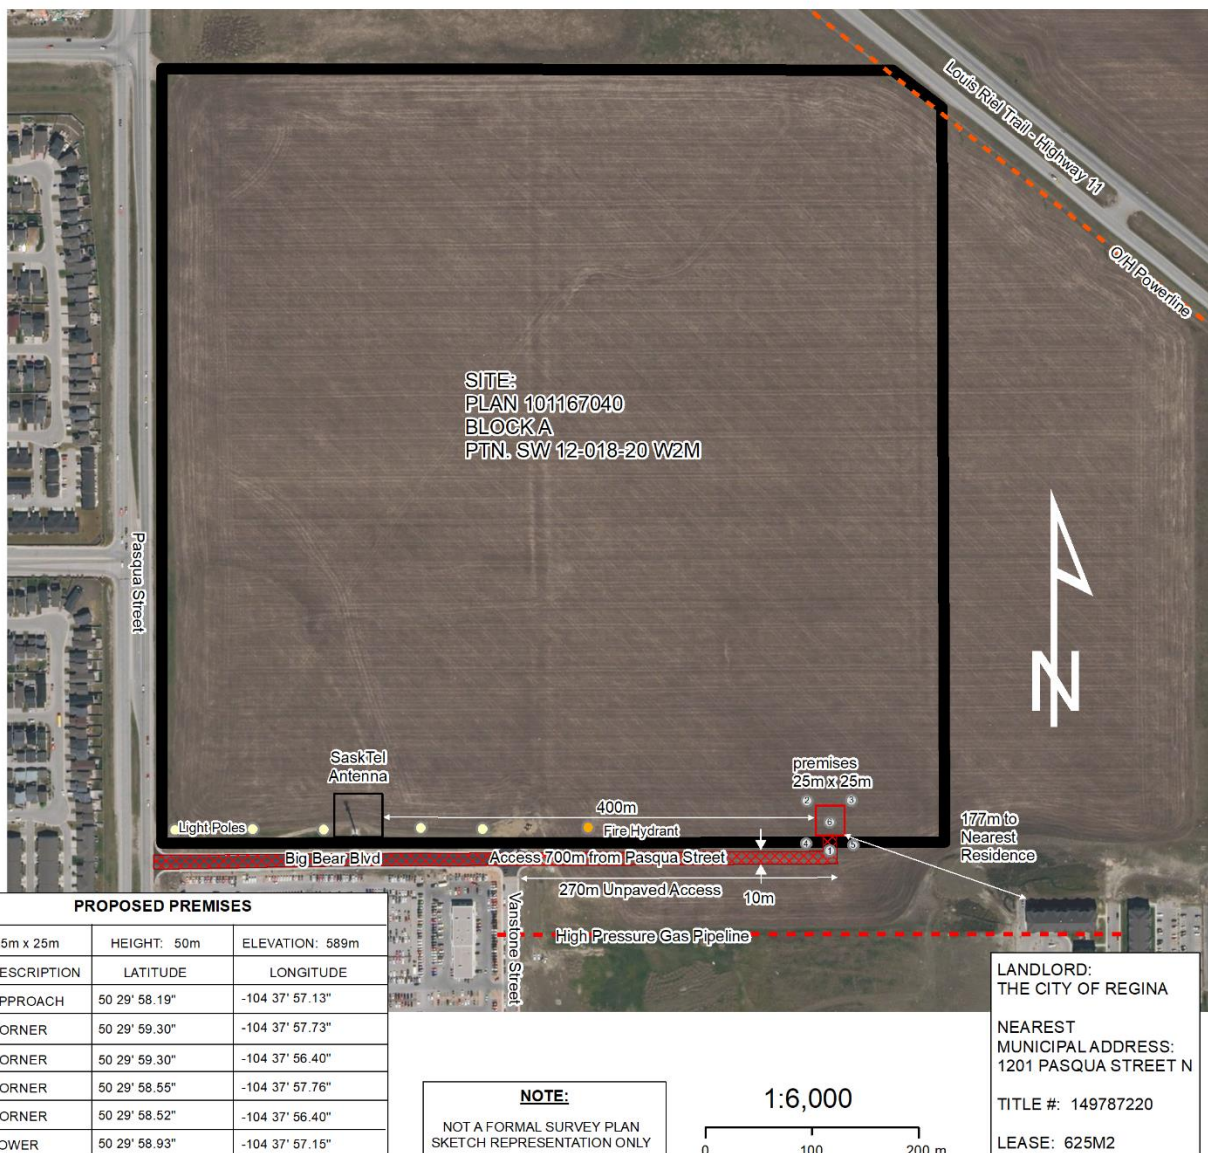 Louis Riel Trail - Highway 11
O/H Powerline
SITE:
PLAN 101167040
BLOCK A
PTN. SW 12-018-20 W2M
Pasqua Street
N
SaskTel
Antenna
premises
25m x 25m
2
3
400m
6
Light Poles
Fire Hydrant
4
1
5
177m to
Nearest
Residence
Big Bear Blvd
Access 700m from Pasqua Street
270m Unpaved Access
10m
Vanstone Street
High Pressure Gas Pipeline
PROPOSED PREMISES
5m x 25m HEIGHT: 50m ELEVATION: 589m
ESCRIPTION LATITUDE LONGITUDE
PPROACH 50 29' 58.19" -104 37' 57.13"
ORNER 50 29' 59.30" -104 37' 57.73"
ORNER 50 29' 59.30" -104 37' 56.40"
ORNER 50 29' 58.55" -104 37' 57.76"
ORNER 50 29' 58.52" -104 37' 56.40"
OWER 50 29' 58.93" -104 37' 57.15"
NOTE:
NOT A FORMAL SURVEY PLAN
SKETCH REPRESENTATION ONLY
1:6,000
0 100 200 m
LANDLORD:
THE CITY OF REGINA
NEAREST
MUNICIPAL ADDRESS:
1201 PASQUA STREET N
TITLE #: 149787220
LEASE: 625M2